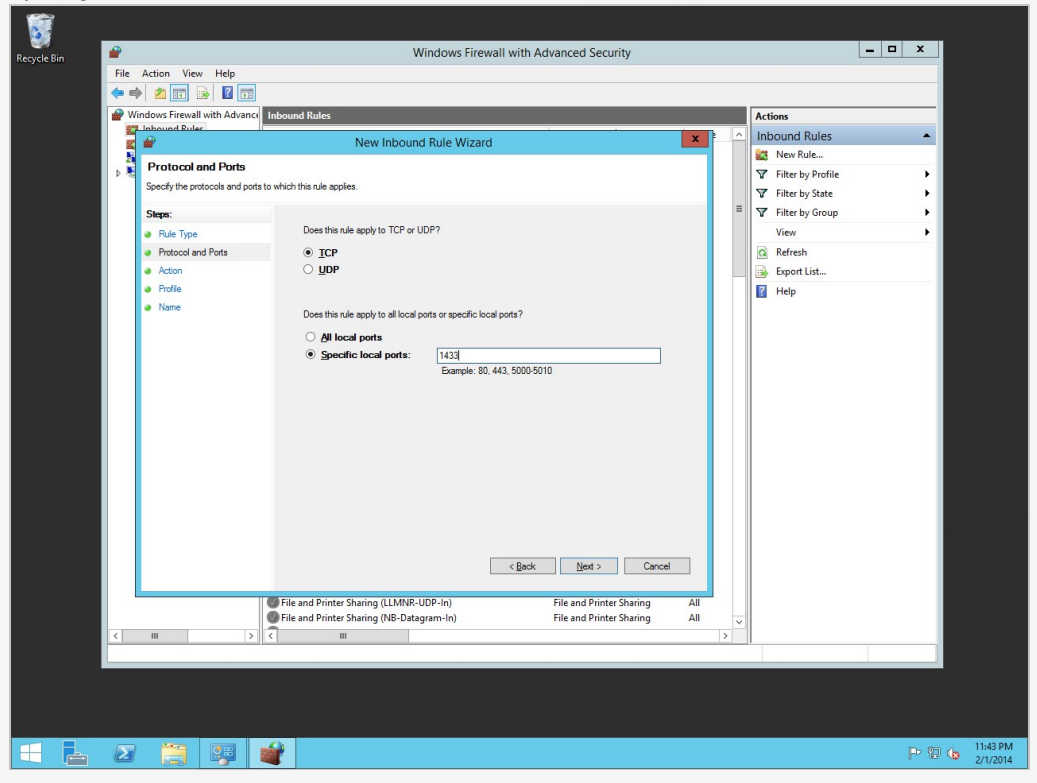 Recycle Bin
Windows Firewall with Advanced Security
File Action View Help
Windows Firewall with Advance
Inbound Rules
Inbound Rules
Actions
Inbound Rules
New Rule...
Filter by Profile
Filter by State
Filter by Group
View
Refresh
Export List...
Help
New Inbound Rule Wizard
Protocol and Ports
Specify the protocols and ports to which this rule applies.
Steps:
Rule Type
Protocol and Ports
Action
Profile
Name
Does this rule apply to TCP or UDP?
TCP
UDP
Does this rule apply to all local ports or specific local ports?
All local ports
Specific local ports: 1433
Example: 80, 443, 5000-5010
< Back Next > Cancel
File and Printer Sharing (LLMNR-UDP-In) File and Printer Sharing All
File and Printer Sharing (NB-Datagram-In) File and Printer Sharing All
11:43 PM
2/1/2014